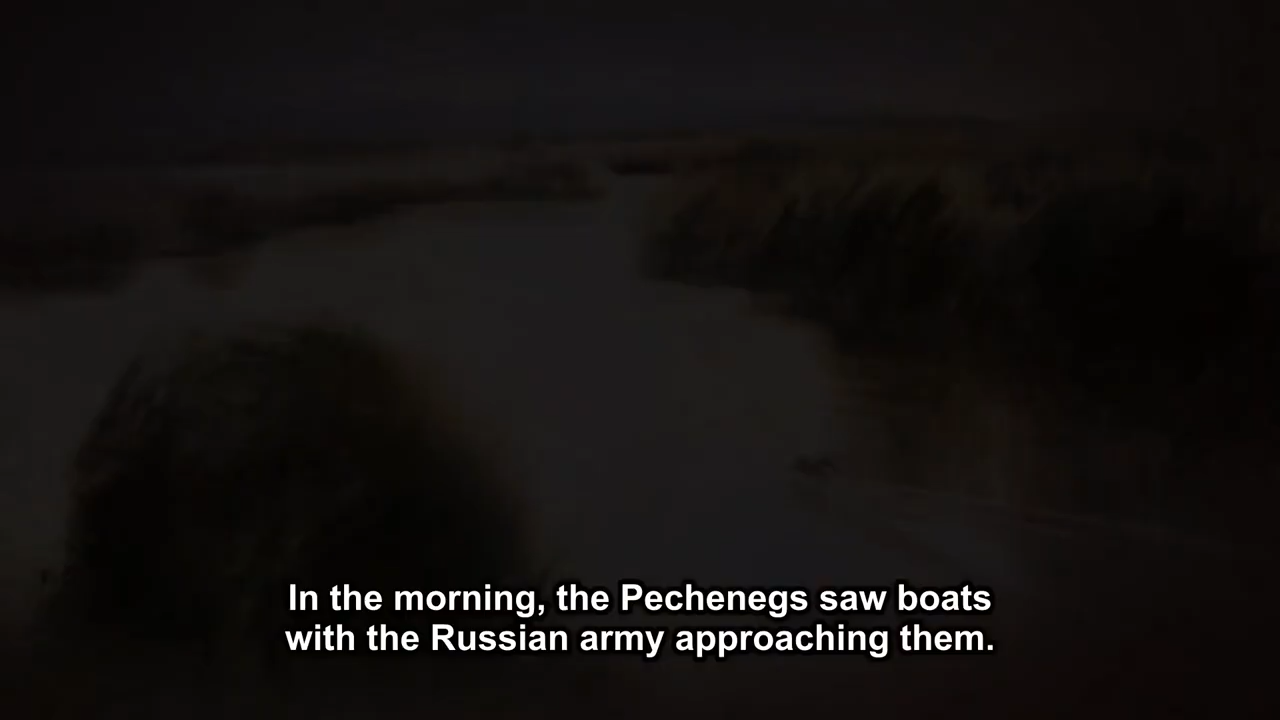 In the morning, the Pechenegs saw boats
with the Russian army approaching them.